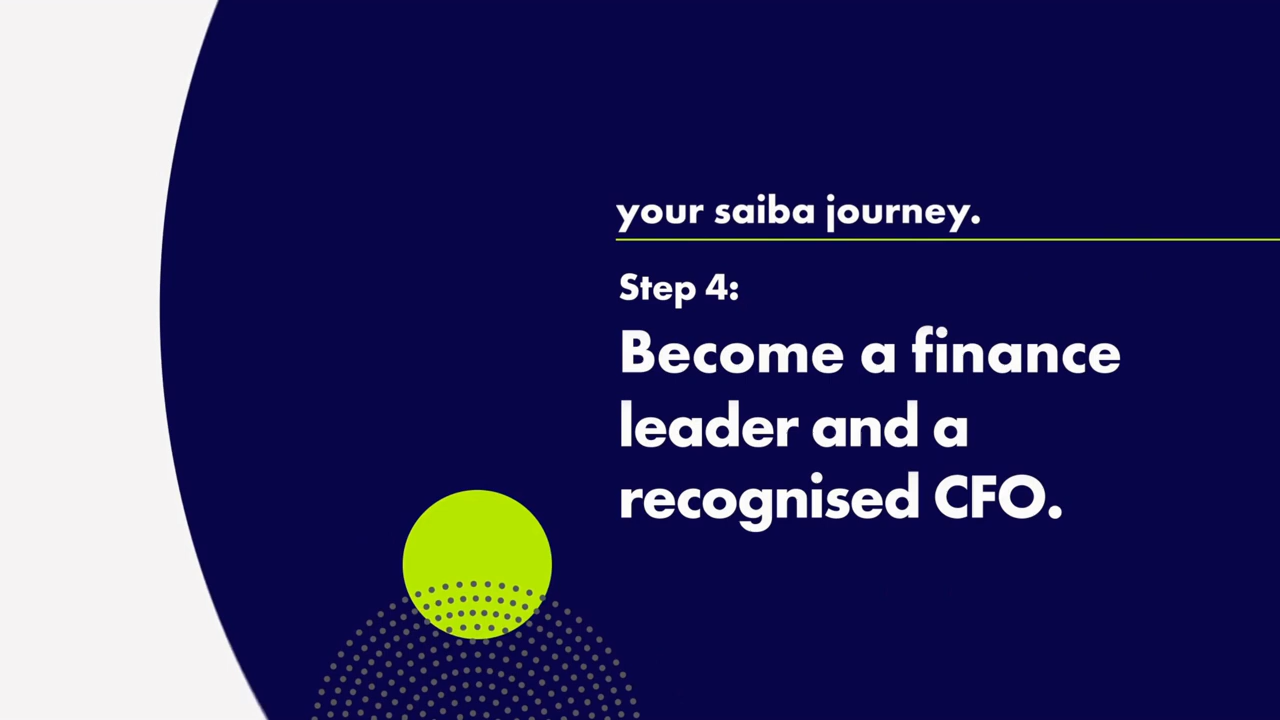 your saiba journey.
Step 4:
Become a finance
leader and a
recognised CFO.